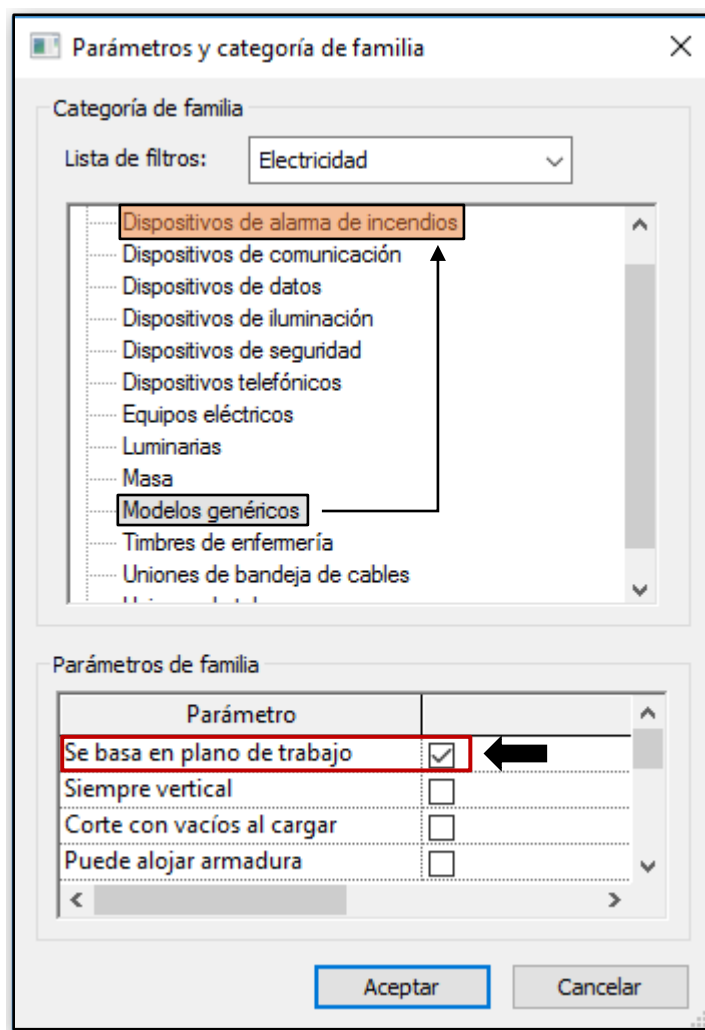 Parámetros y categoría de familia
Categoría de familia
Lista de filtros: Electricidad
Dispositivos de alarma de incendios
Dispositivos de comunicación
Dispositivos de datos
Dispositivos de iluminación
Dispositivos de seguridad
Dispositivos telefónicos
Equipos eléctricos
Luminarias
Masa
Modelos genéricos
Timbres de enfermería
Uniones de bandeja de cables
Parámetros de familia
Parámetro
Se basa en plano de trabajo
Siempre vertical
Corte con vacíos al cargar
Puede alojar armadura
Aceptar Cancelar